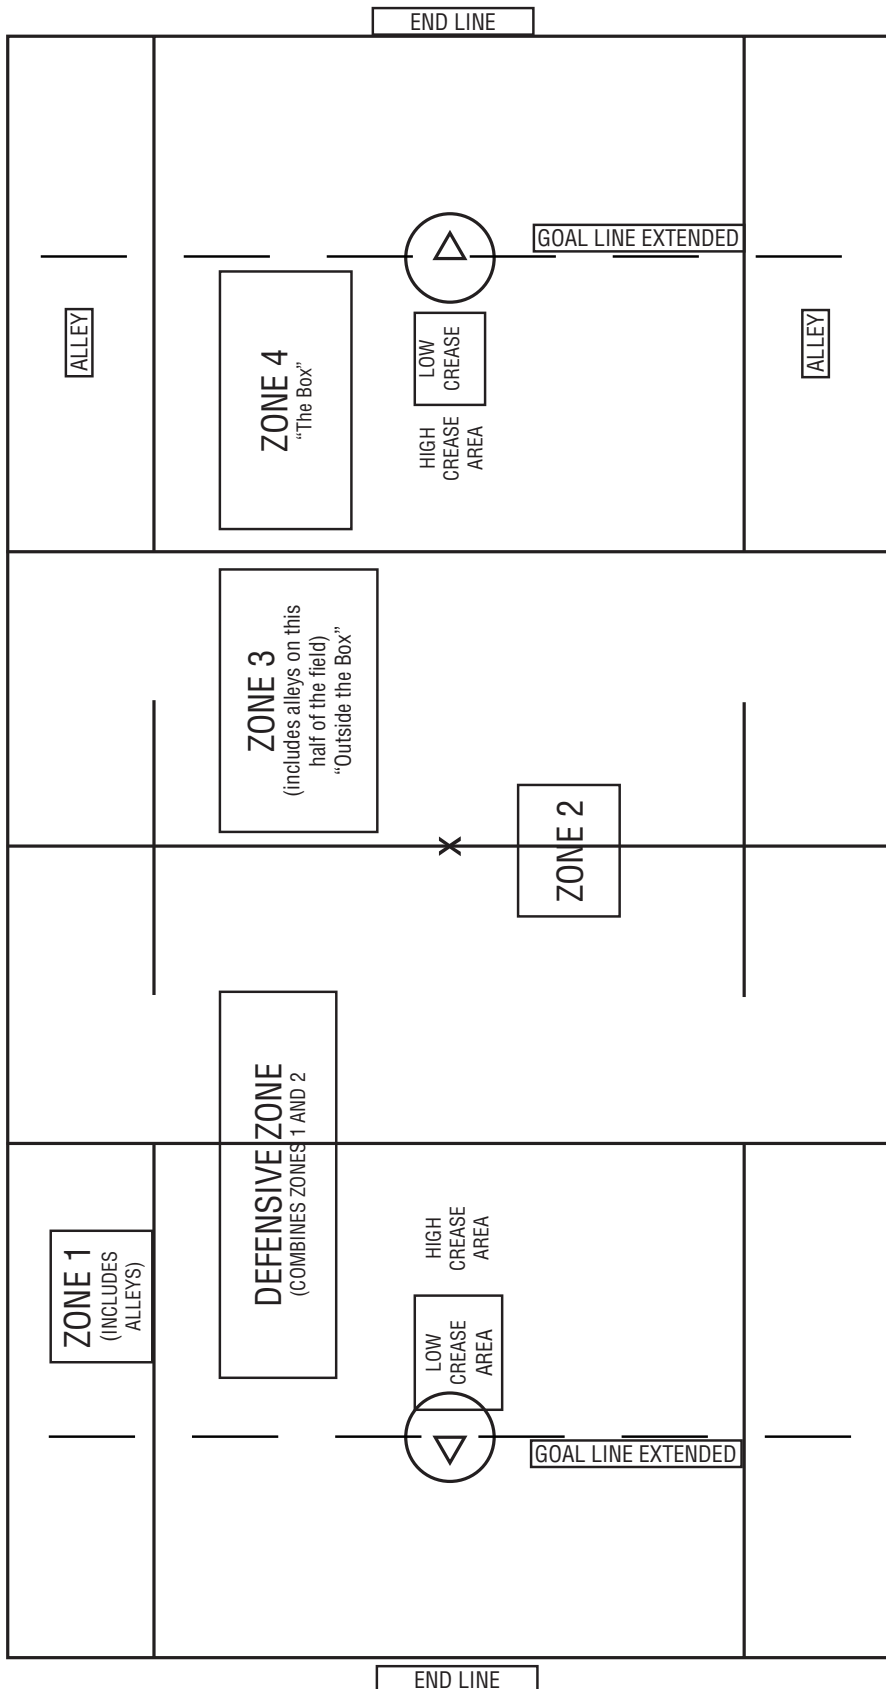 END LINE
GOAL LINE EXTENDED
ALLEY
ALLEY
LOW
CREASE
HIGH
CREASE
AREA
ZONE 4
“The Box”
ZONE 3
(includes alleys on this
half of the field)
“Outside the Box”
X
ZONE 2
DEFENSIVE ZONE
(COMBINES ZONES 1 AND 2
HIGH
CREASE
AREA
ZONE 1
(INCLUDES
ALLEYS)
LOW
CREASE
AREA
GOAL LINE EXTENDED
END LINE